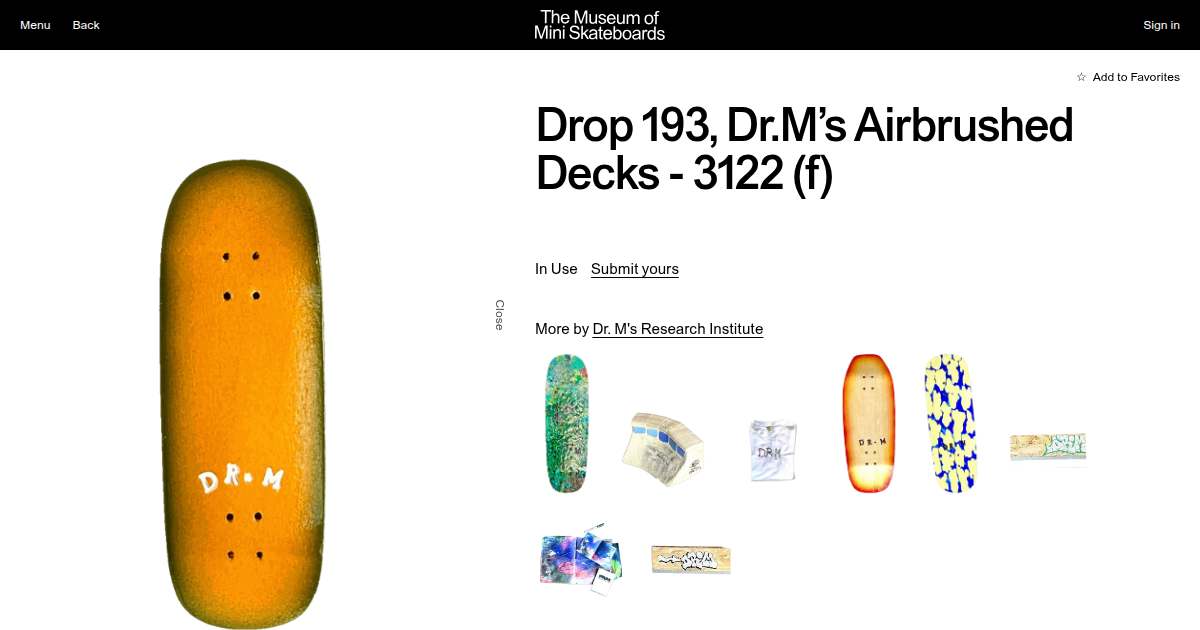 Menu
Back
The Museum of
Mini Skateboards
Sign in
☆ Add to Favorites
Drop 193, Dr.M’s Airbrushed
Decks - 3122 (f)
In Use
Submit yours
Close
More by Dr. M's Research Institute
DR.M
DRM
DR.M